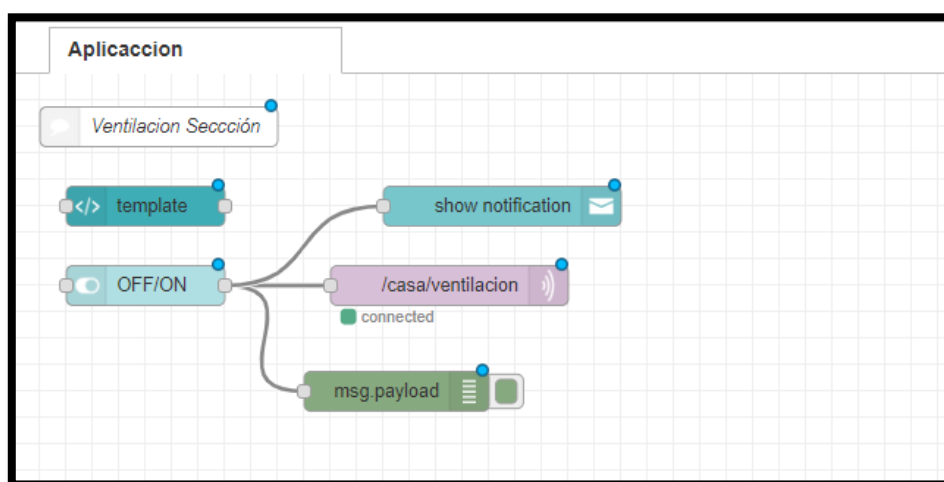 Aplicaccion
Ventilacion Seccción
</> template
show notification
OFF/ON
/casa/ventilacion
connected
msg.payload